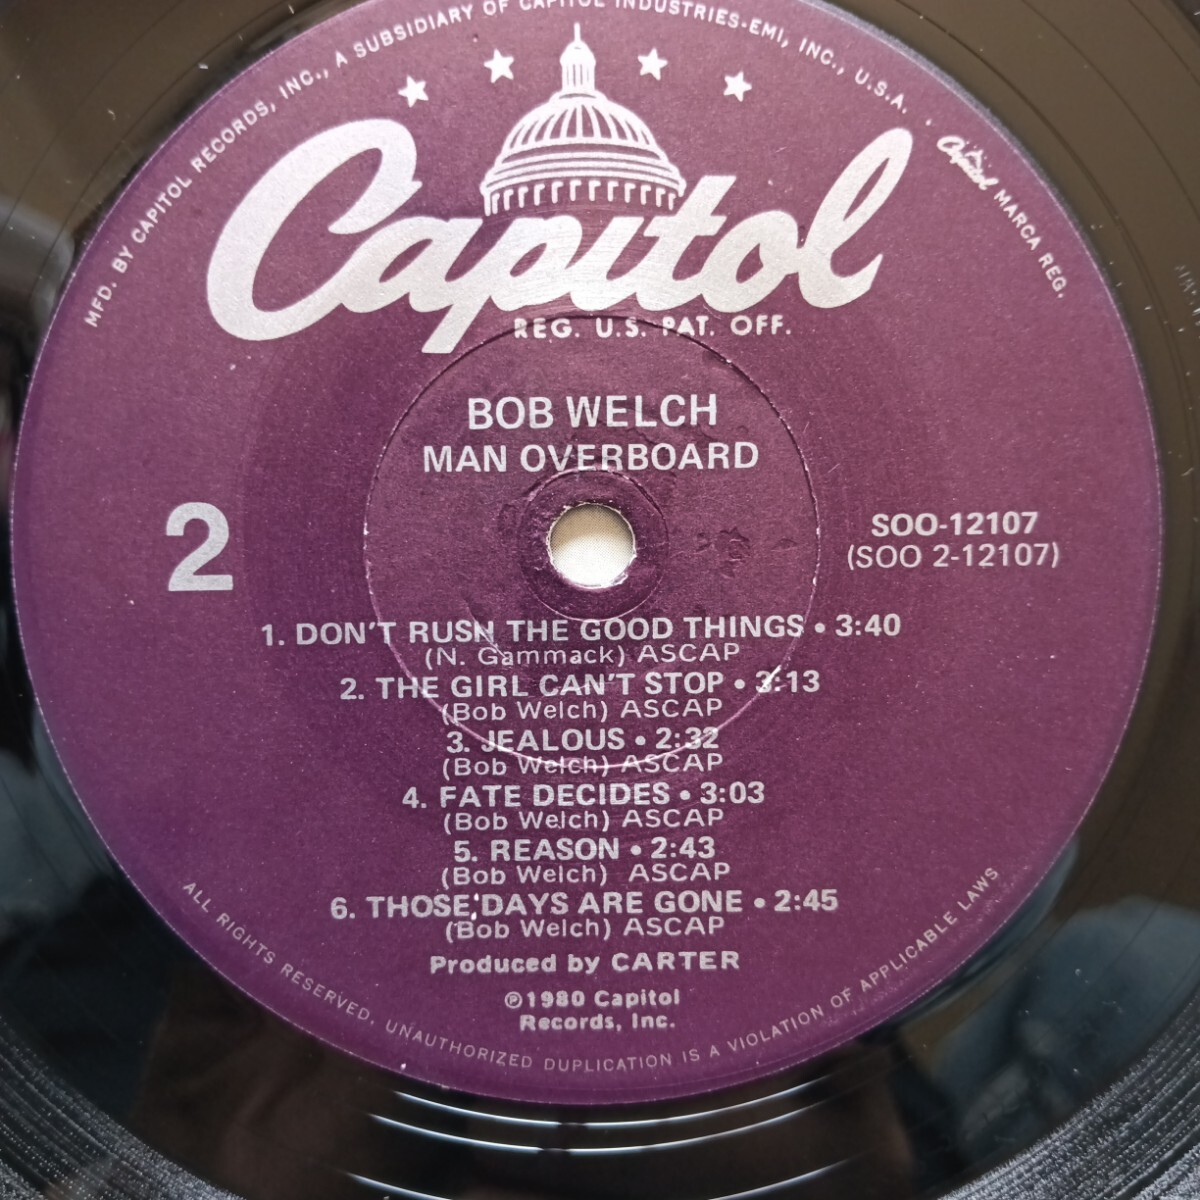 MFD. BY CAPITOL RECORDS, INC., A SUBSIDIARY OF CAPITOL INDUSTRIES-EMI, INC., U.S.A.
Capitol MARCA REG.
Capitol
REG. U.S. PAT. OFF.
BOB WELCH
MAN OVERBOARD
2
SOO-12107
(SOO 2-12107)
1. DON'T RUSH THE GOOD THINGS • 3:40
(N. Gammack) ASCAP
2. THE GIRL CAN'T STOP • 3:13
(Bob Welch) ASCAP
3. JEALOUS • 2:32
(Bob Welch) ASCAP
4. FATE DECIDES • 3:03
(Bob Welch) ASCAP
5. REASON • 2:43
(Bob Welch) ASCAP
6. THOSE DAYS ARE GONE • 2:45
(Bob Welch) ASCAP
Produced by CARTER
℗1980 Capitol
Records, Inc.
ALL RIGHTS RESERVED. UNAUTHORIZED DUPLICATION IS A VIOLATION OF APPLICABLE LAWS